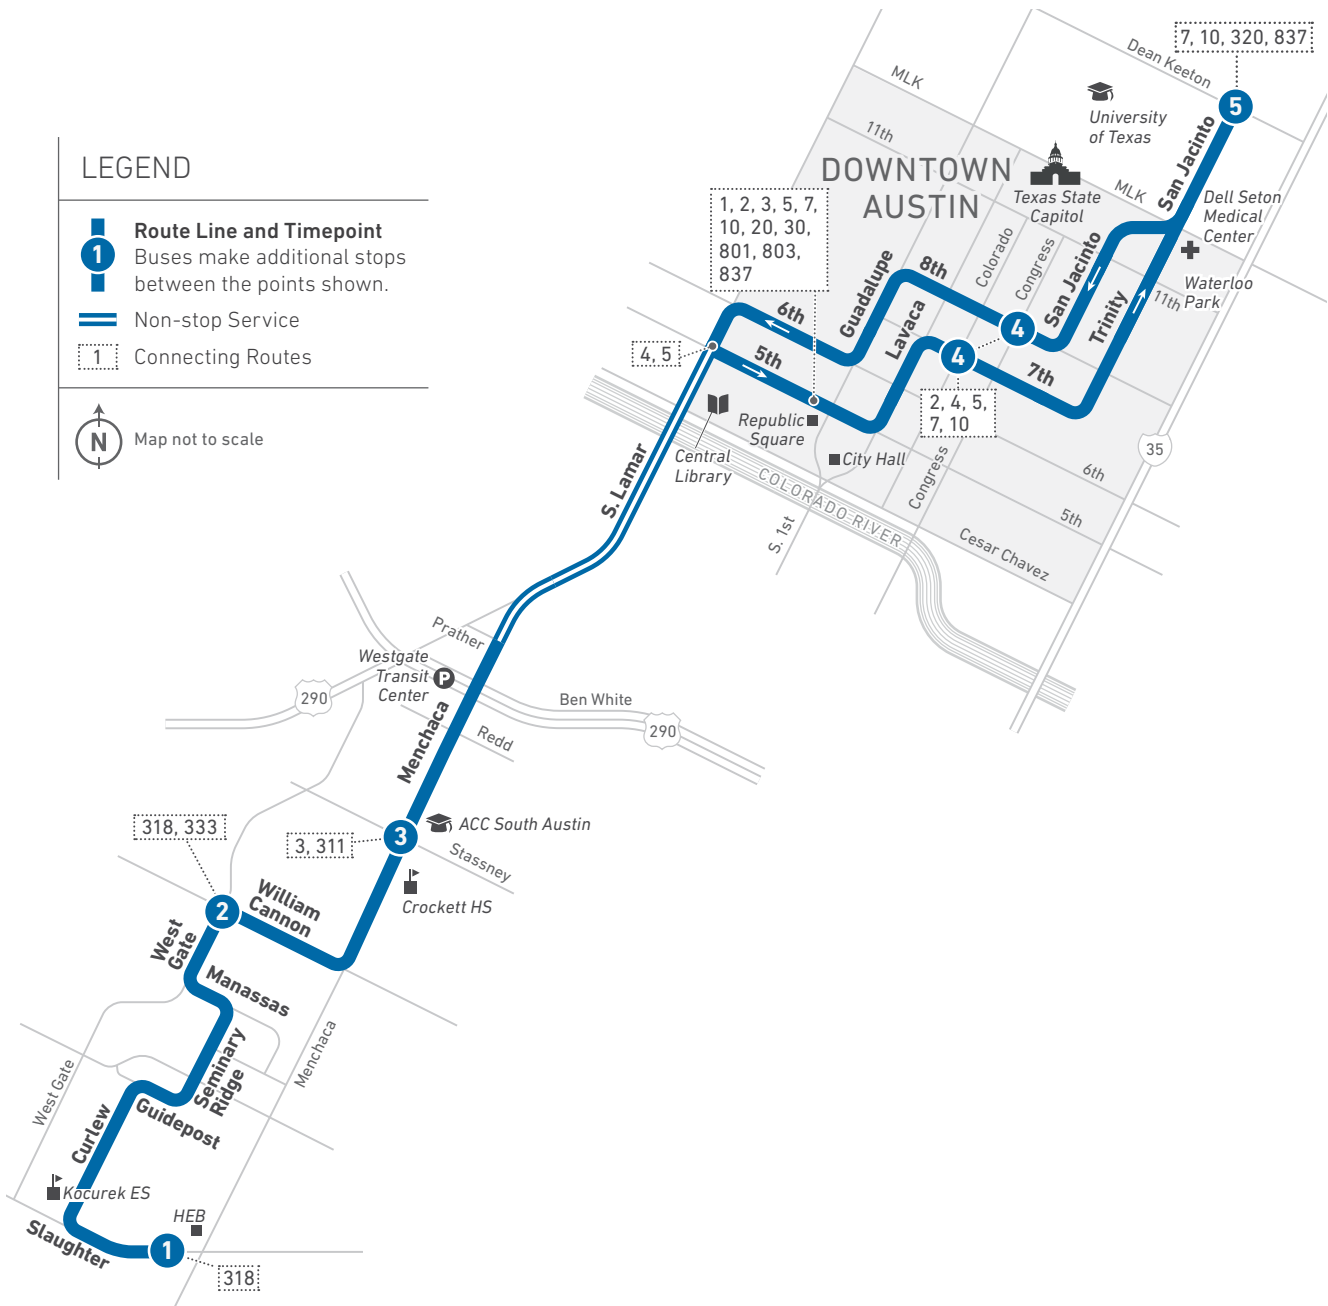 7, 10, 320, 837
Dean Keeton
5
MLK
University
of Texas
San Jacinto
11th
DOWNTOWN
AUSTIN
Texas State
Capitol
MLK
Dell Seton
Medical
Center
Waterloo
Park
LEGEND
1
Route Line and Timepoint
Buses make additional stops
between the points shown.
Non-stop Service
1
Connecting Routes
N
Map not to scale
1, 2, 3, 5, 7,
10, 20, 30,
801, 803,
837
Guadalupe
8th
Colorado
Congress
San Jacinto
Trinity
11th
6th
Lavaca
4
4
7th
4, 5
5th
2, 4, 5,
7, 10
Republic
Square
City Hall
Central
Library
Congress
6th
35
5th
S. Lamar
COLORADO RIVER
S. 1st
Cesar Chavez
Prather
Westgate
Transit
Center
P
290
Ben White
290
Menchaca
Redd
318, 333
3, 311
3
ACC South Austin
Stassney
Crockett HS
2
William
Cannon
West
Gate
Manassas
Seminary
Ridge
Menchaca
West Gate
Curlew
Guidepost
Kocurek ES
HEB
Slaughter
1
318